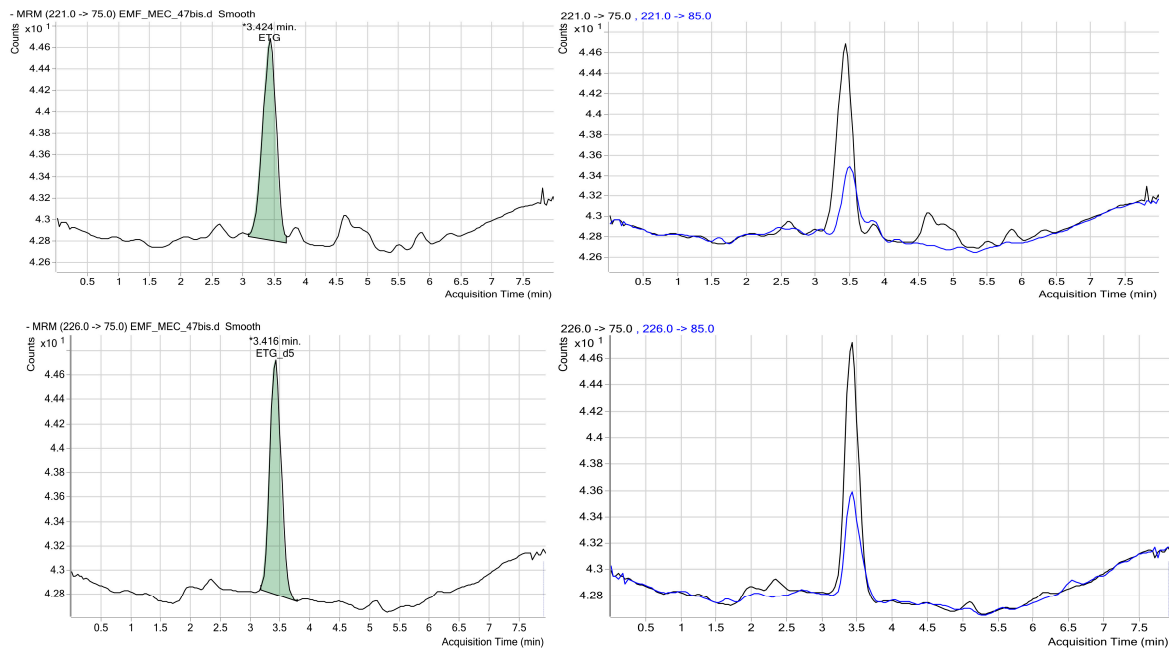 - MRM (221.0 -> 75.0) EMF_MEC_47bis.d Smooth
Counts
x10 1
*3.424 min.
ETG
4.46
4.44
4.42
4.4
4.38
4.36
4.34
4.32
4.3
4.28
4.26
0.5 1 1.5 2 2.5 3 3.5 4 4.5 5 5.5 6 6.5 7 7.5
Acquisition Time (min)
221.0 -> 75.0 , 221.0 -> 85.0
Counts
x10 1
4.46
4.44
4.42
4.4
4.38
4.36
4.34
4.32
4.3
4.28
4.26
0.5 1 1.5 2 2.5 3 3.5 4 4.5 5 5.5 6 6.5 7 7.5
Acquisition Time (min)
- MRM (226.0 -> 75.0) EMF_MEC_47bis.d Smooth
Counts
x10 1
*3.416 min.
ETG_d5
4.46
4.44
4.42
4.4
4.38
4.36
4.34
4.32
4.3
4.28
0.5 1 1.5 2 2.5 3 3.5 4 4.5 5 5.5 6 6.5 7 7.5
Acquisition Time (min)
226.0 -> 75.0 , 226.0 -> 85.0
Counts
x10 1
4.46
4.44
4.42
4.4
4.38
4.36
4.34
4.32
4.3
4.28
0.5 1 1.5 2 2.5 3 3.5 4 4.5 5 5.5 6 6.5 7 7.5
Acquisition Time (min)